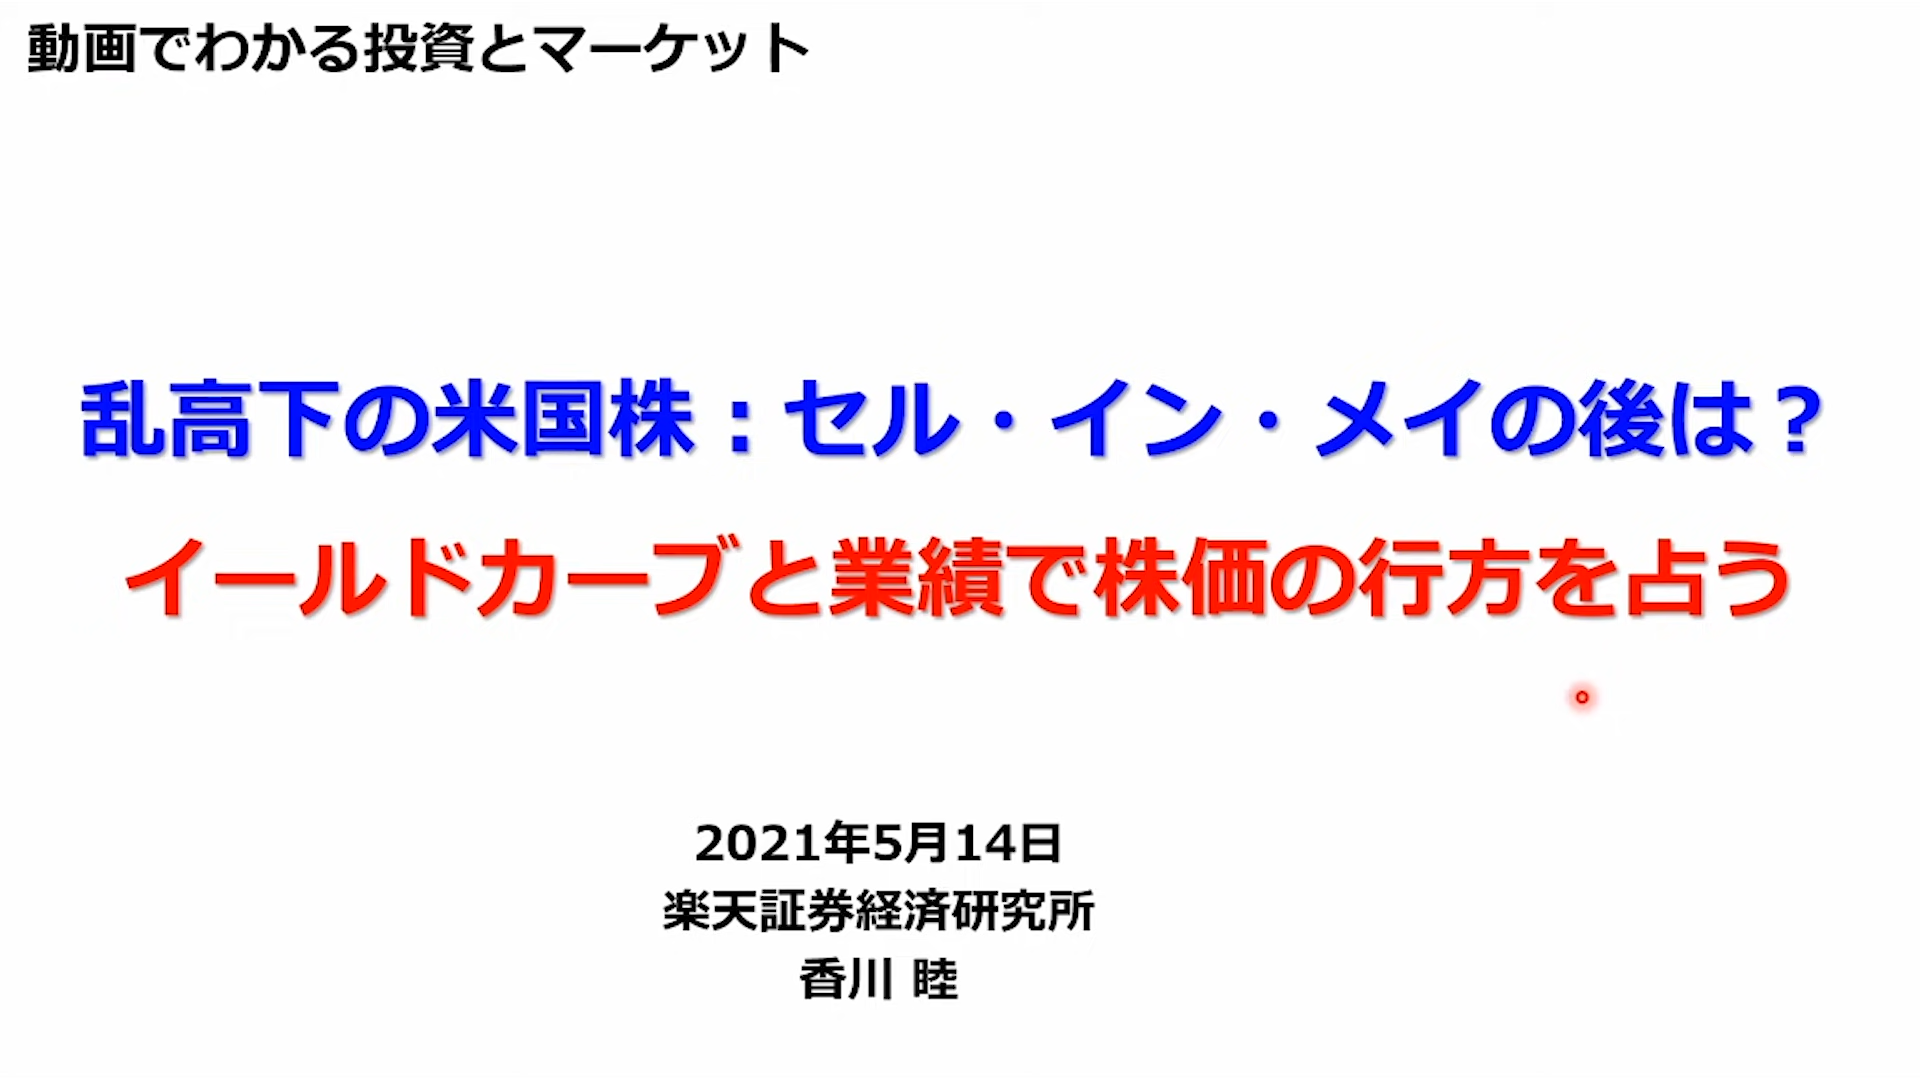 動画でわかる投資とマーケット
乱高下の米国株：セル・イン・メイの後は？
イールドカーブと業績で株価の行方を占う
2021年5月14日
楽天証券経済研究所
香川 睦